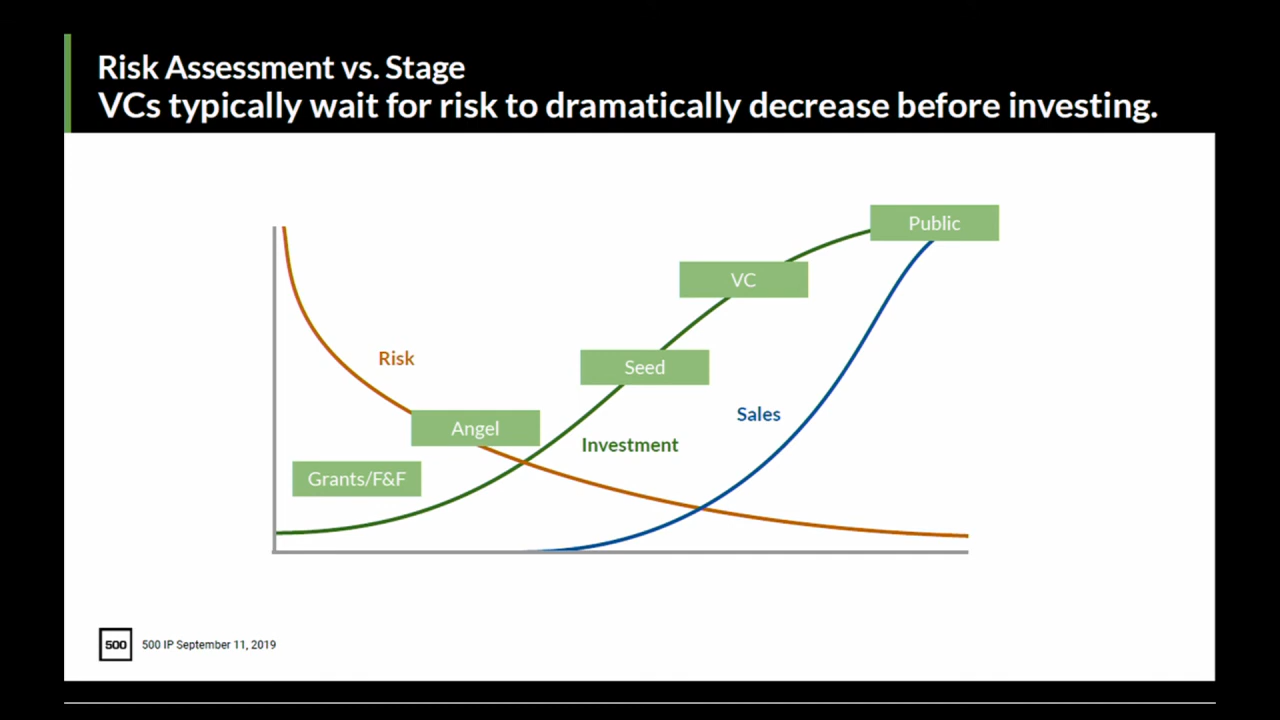 Risk Assessment vs. Stage
VCs typically wait for risk to dramatically decrease before investing.
Public
VC
Risk
Seed
Sales
Angel
Investment
Grants/F&F
500
500 IP September 11, 2019